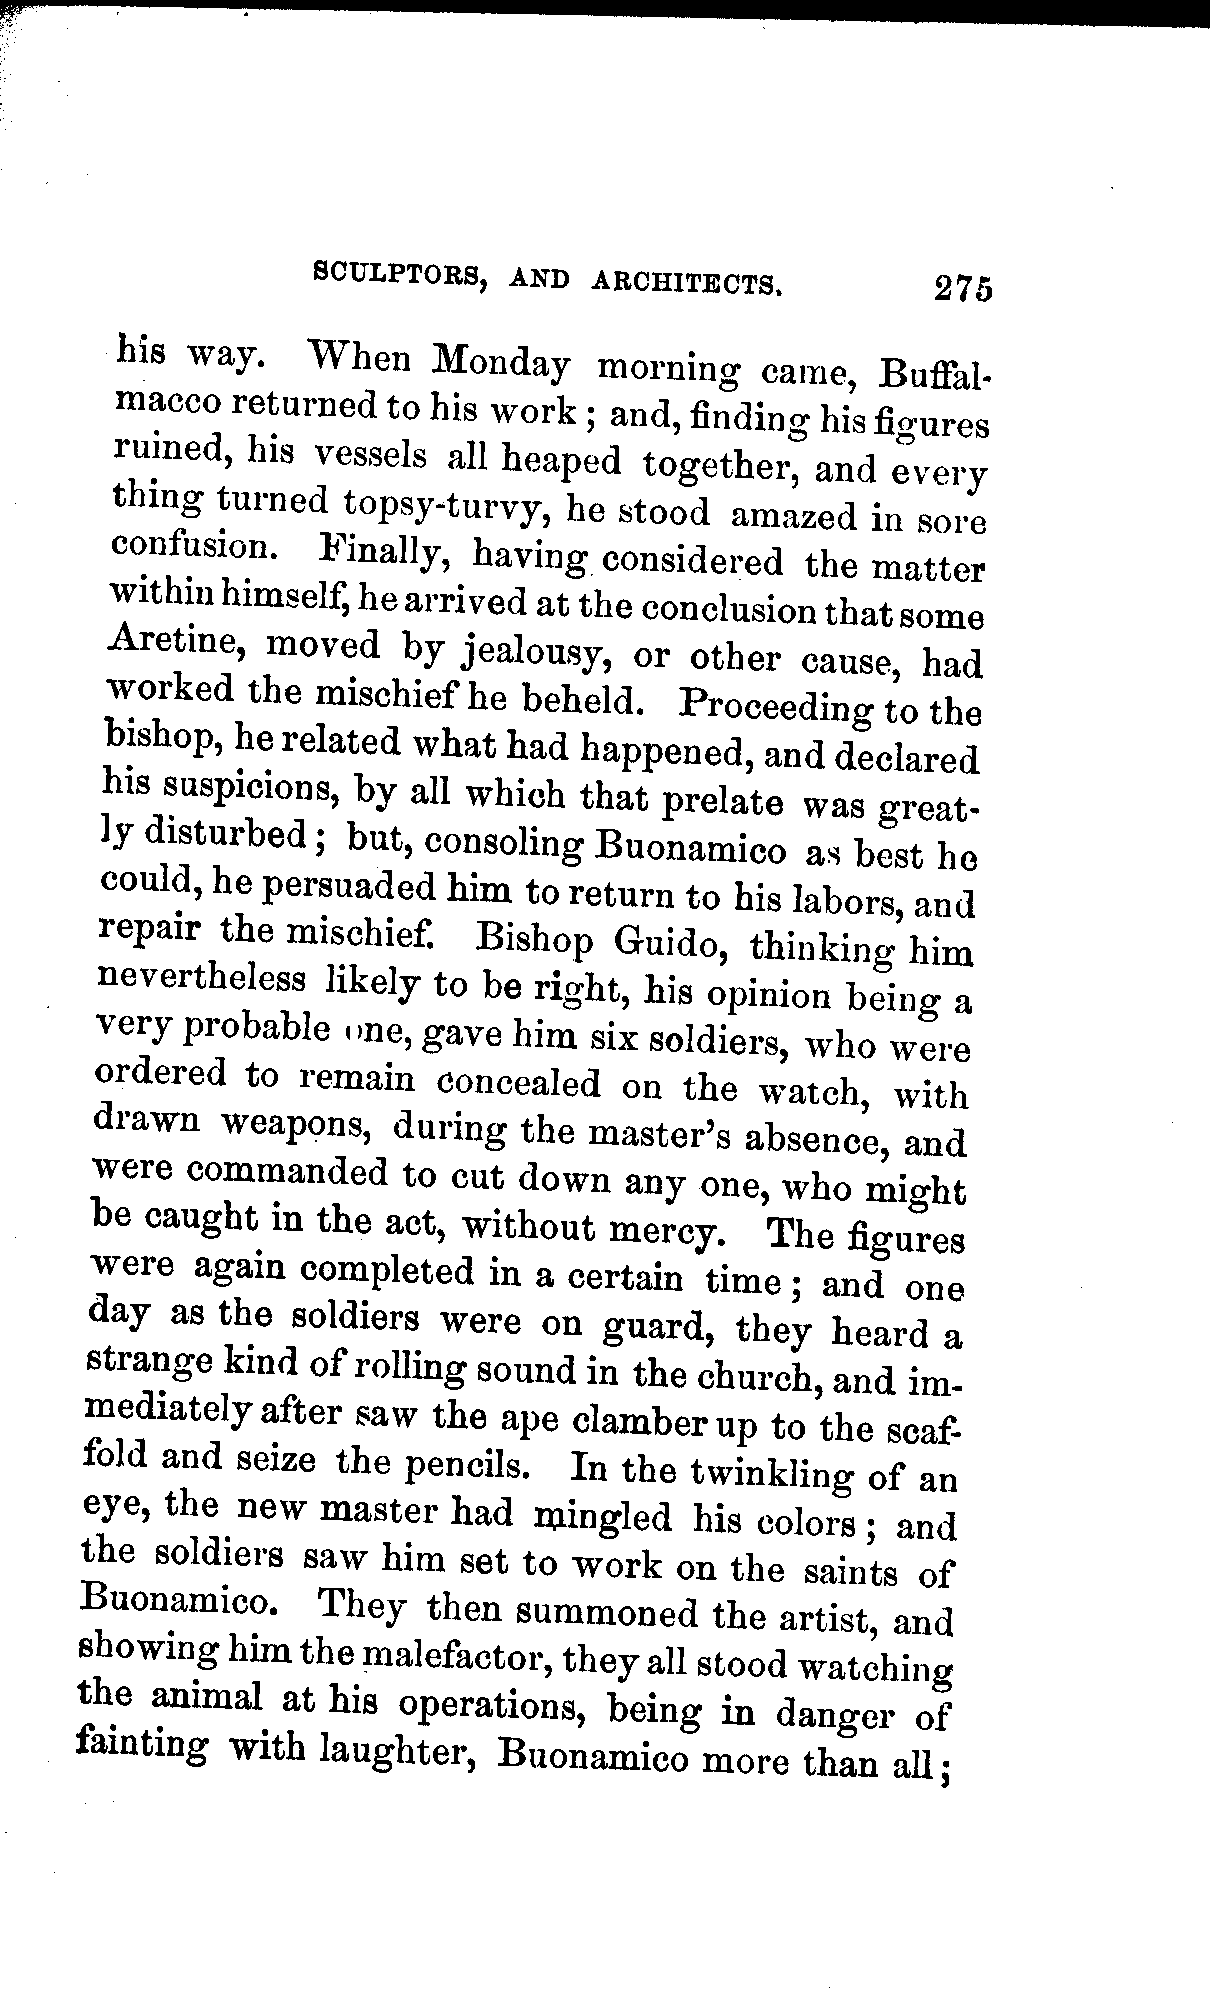 SCULPTORS, AND ARCHITECTS. 275
his way. When Monday morning came, Buffal-
macco returned to his work ; and, finding his figures
ruined, his vessels all heaped together, and every
thing turned topsy-turvy, he stood amazed in sore
confusion. Finally, having considered the matter
within himself, he arrived at the conclusion that some
Aretine, moved by jealousy, or other cause, had
worked the mischief he beheld. Proceeding to the
bishop, he related what had happened, and declared
his suspicions, by all which that prelate was great-
ly disturbed ; but, consoling Buonamico as best he
could, he persuaded him to return to his labors, and
repair the mischief. Bishop Guido, thinking him
nevertheless likely to be right, his opinion being a
very probable one, gave him six soldiers, who were
ordered to remain concealed on the watch, with
drawn weapons, during the master's absence, and
were commanded to cut down any one, who might
be caught in the act, without mercy. The figures
were again completed in a certain time ; and one
day as the soldiers were on guard, they heard a
strange kind of rolling sound in the church, and im-
mediately after saw the ape clamber up to the scaf-
fold and seize the pencils. In the twinkling of an
eye, the new master had mingled his colors ; and
the soldiers saw him set to work on the saints of
Buonamico. They then summoned the artist, and
showing him the malefactor, they all stood watching
the animal at his operations, being in danger of
fainting with laughter, Buonamico more than all ;